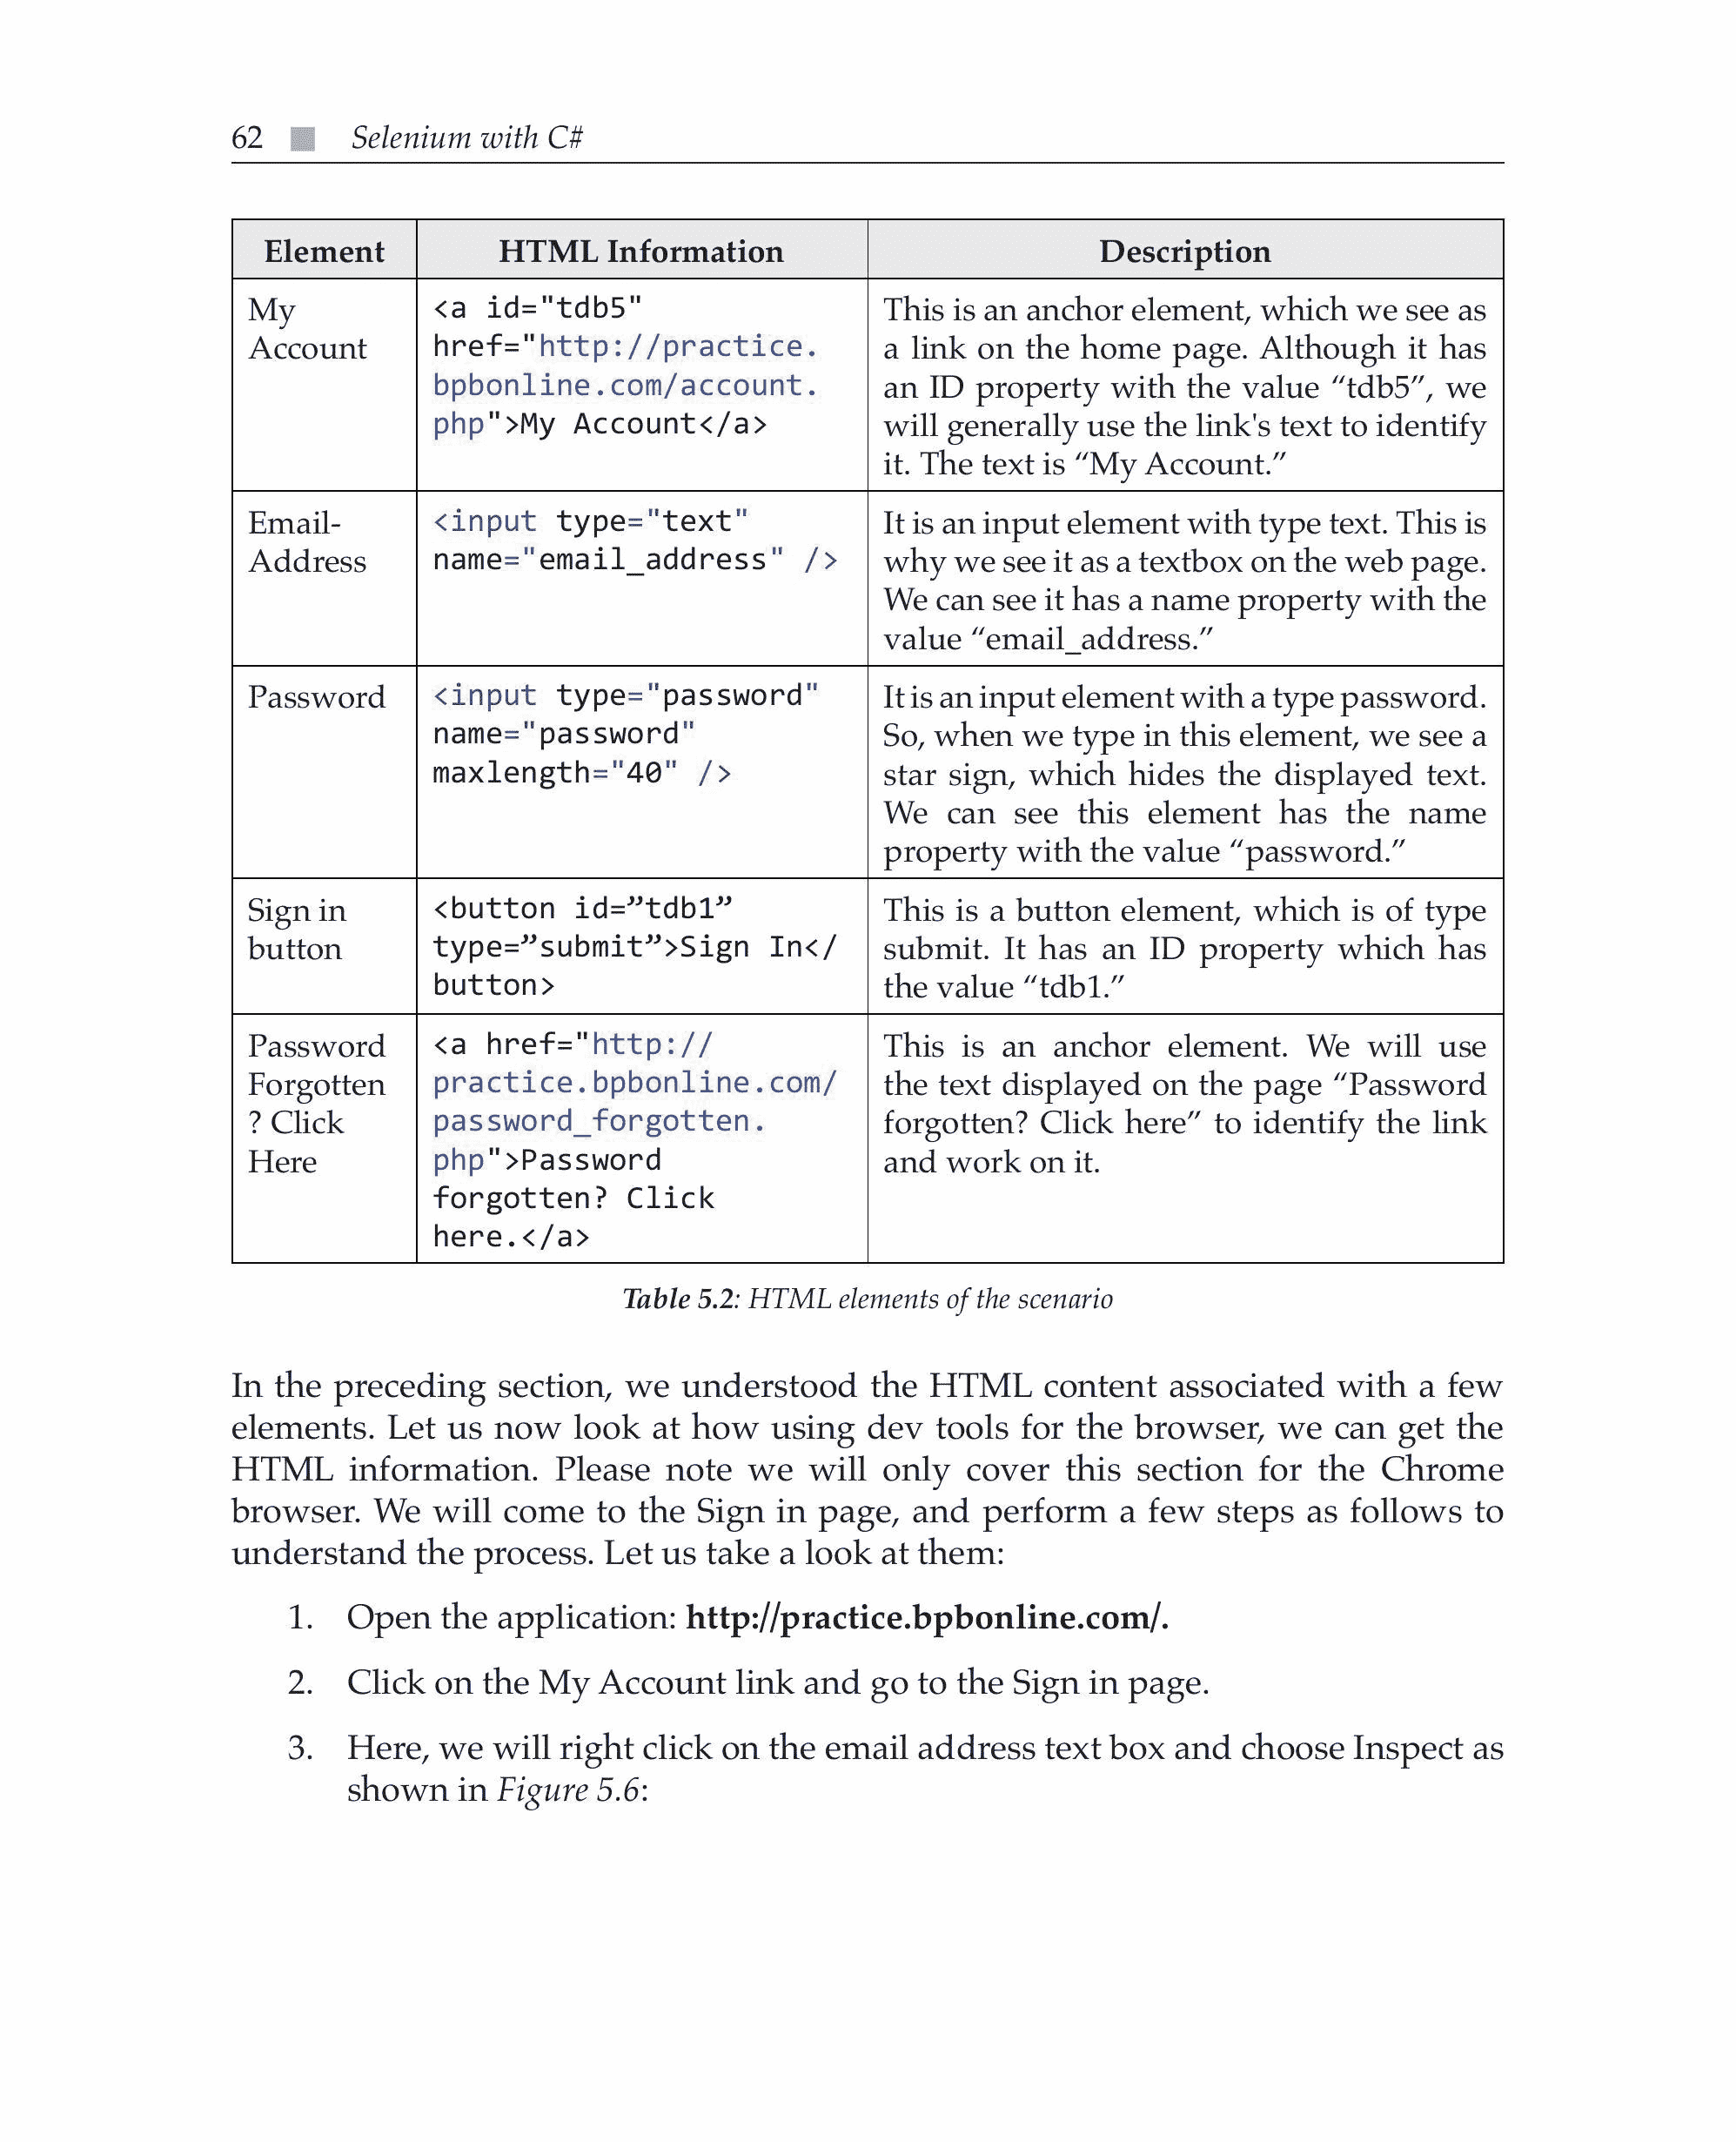 62 Selenium with C#
Element HTML Information Description
My
Account
<a id="tdb5"
href="http://practice.
bpbonline.com/account.
php">My Account</a>
This is an anchor element, which we see as
a link on the home page. Although it has
an ID property with the value “tdb5”, we
will generally use the link's text to identify
it. The text is “My Account.”
Email-
Address
<input type="text"
name="email_address" />
It is an input element with type text. This is
why we see it as a textbox on the web page.
We can see it has a name property with the
value “email_address.”
Password
<input type="password"
name="password"
maxlength="40" />
It is an input element with a type password.
So, when we type in this element, we see a
star sign, which hides the displayed text.
We can see this element has the name
property with the value “password.”
Sign in
button
<button id=”tdb1”
type=”submit”>Sign In</
button>
This is a button element, which is of type
submit. It has an ID property which has
the value “tdb1.”
Password
Forgotten
? Click
Here
<a href="http://
practice.bpbonline.com/
password_forgotten.
php">Password
forgotten? Click
here.</a>
This is an anchor element. We will use
the text displayed on the page “Password
forgotten? Click here” to identify the link
and work on it.
Table 5.2: HTML elements of the scenario
In the preceding section, we understood the HTML content associated with a few
elements. Let us now look at how using dev tools for the browser, we can get the
HTML information. Please note we will only cover this section for the Chrome
browser. We will come to the Sign in page, and perform a few steps as follows to
understand the process. Let us take a look at them:
1. Open the application: http://practice.bpbonline.com/.
2. Click on the My Account link and go to the Sign in page.
3. Here, we will right click on the email address text box and choose Inspect as
shown in Figure 5.6: